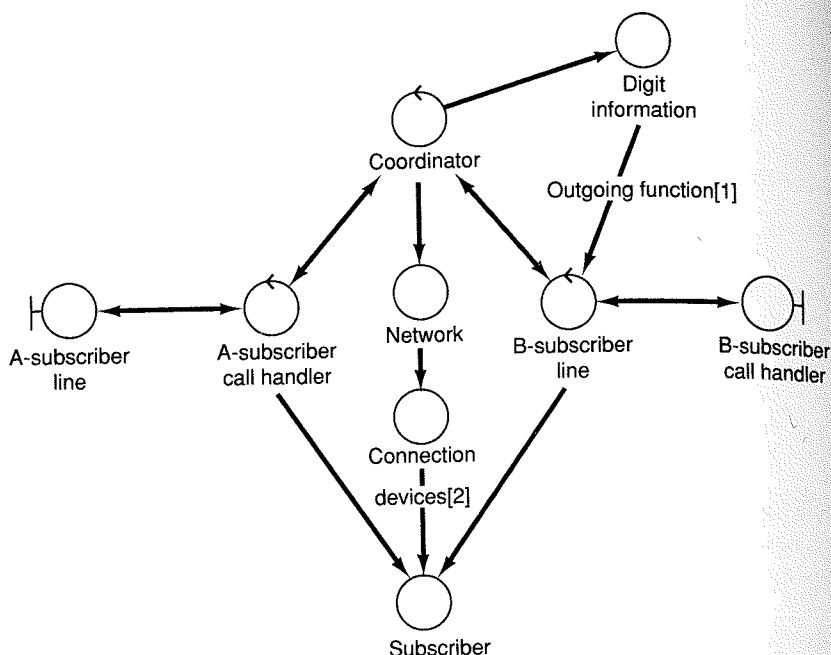 Digit
information
Coordinator
Outgoing function[1]
Network
A-subscriber
line
A-subscriber
call handler
B-subscriber
line
B-subscriber
call handler
Connection
devices[2]
Subscriber